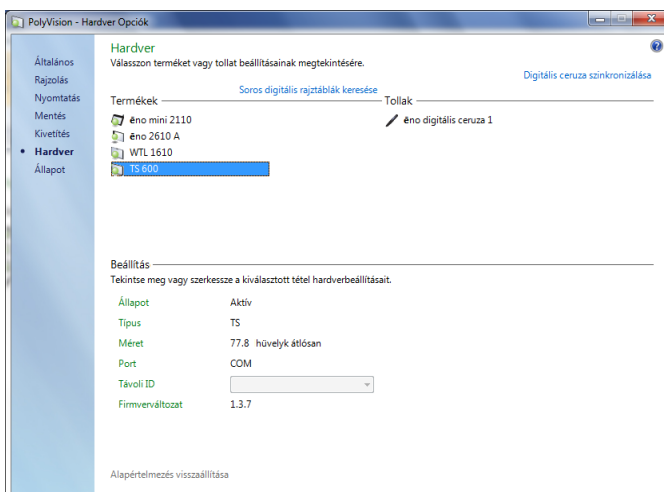 PolyVision - Hardver Opciók
Általános
Rajzolás
Nyomtatás
Mentés
Kivetítés
Hardver
Állapot
Hardver
Válasszon terméket vagy tollat beállításainak megtekintésére.
Digitális ceruza szinkronizálása
Soros digitális rajztáblák keresése
Termékek
Tollak
ēno mini 2110
ēno digitális ceruza 1
ēno 2610 A
WTL 1610
TS 600
Beállítás
Tekintse meg vagy szerkessze a kiválasztott tétel hardverbeállításait.
Állapot Aktív
Típus TS
Méret 77.8 hüvelyk átlósan
Port COM
Távoli ID
Firmverváltozat 1.3.7
Alapértelmezés visszaállítása